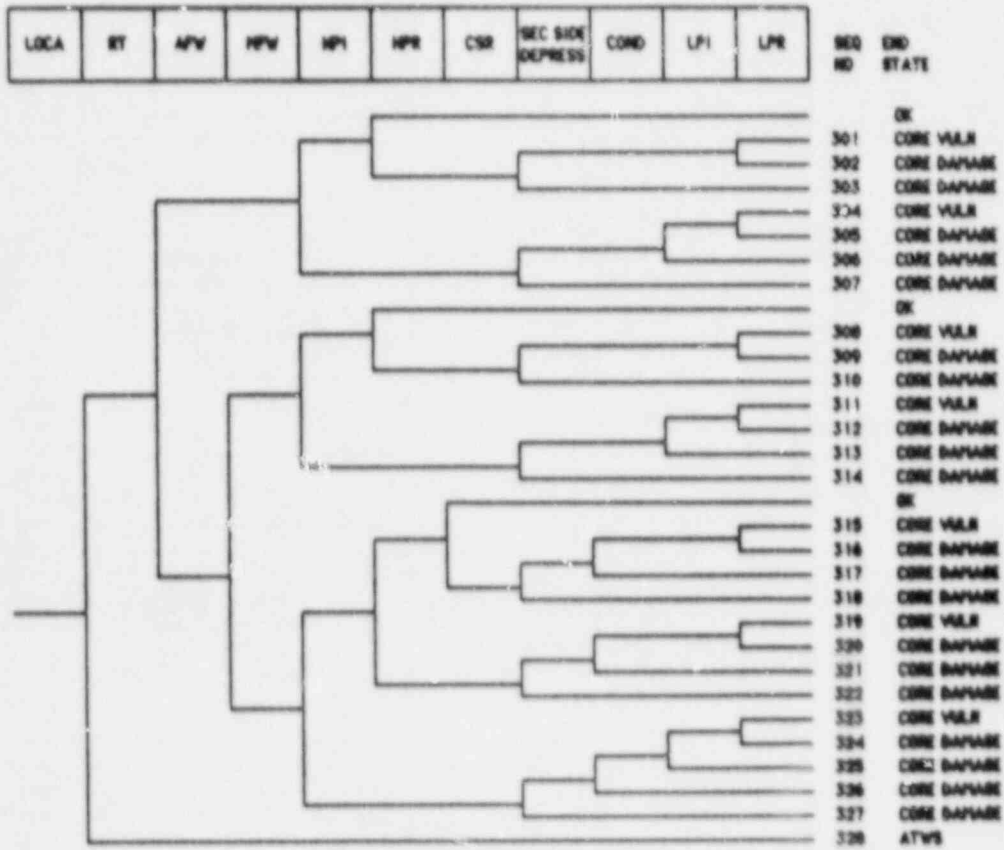 LOCA RT AFW MFW HPI HPR CSR SEC SIDE DEPRESS COND LPI LPR SEQ NO END STATE
OK
301 CORE VULN
302 CORE DAMAGE
303 CORE DAMAGE
304 CORE VULN
305 CORE DAMAGE
306 CORE DAMAGE
307 CORE DAMAGE
OK
308 CORE VULN
309 CORE DAMAGE
310 CORE DAMAGE
311 CORE VULN
312 CORE DAMAGE
313 CORE DAMAGE
314 CORE DAMAGE
OK
315 CORE VULN
316 CORE DAMAGE
317 CORE DAMAGE
318 CORE DAMAGE
319 CORE VULN
320 CORE DAMAGE
321 CORE DAMAGE
322 CORE DAMAGE
323 CORE VULN
324 CORE DAMAGE
325 CORE DAMAGE
326 CORE DAMAGE
327 CORE DAMAGE
328 ATWS